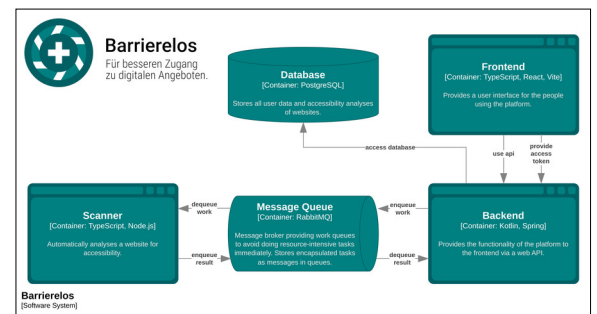 Barrierelos
Für besseren Zugang
zu digitalen Angeboten.
Database
[Container: PostgreSQL]
Stores all user data and accessibility analyses
of websites.
Frontend
[Container: TypeScript, React, Vite]
Provides a user interface for the people
using the platform.
access database
use api
provide
access
token
Scanner
[Container: TypeScript, Node.js]
Automatically analyses a website for
accessibility.
dequeue
work
enqueue
result
Message Queue
[Container: RabbitMQ]
Message broker providing work queues
to avoid doing resource-intensive tasks
immediately. Stores encapsulated tasks
as messages in queues.
enqueue
work
dequeue
result
Backend
[Container: Kotlin, Spring]
Provides the functionality of the platform to
the frontend via a web API.
Barrierelos
[Software System]